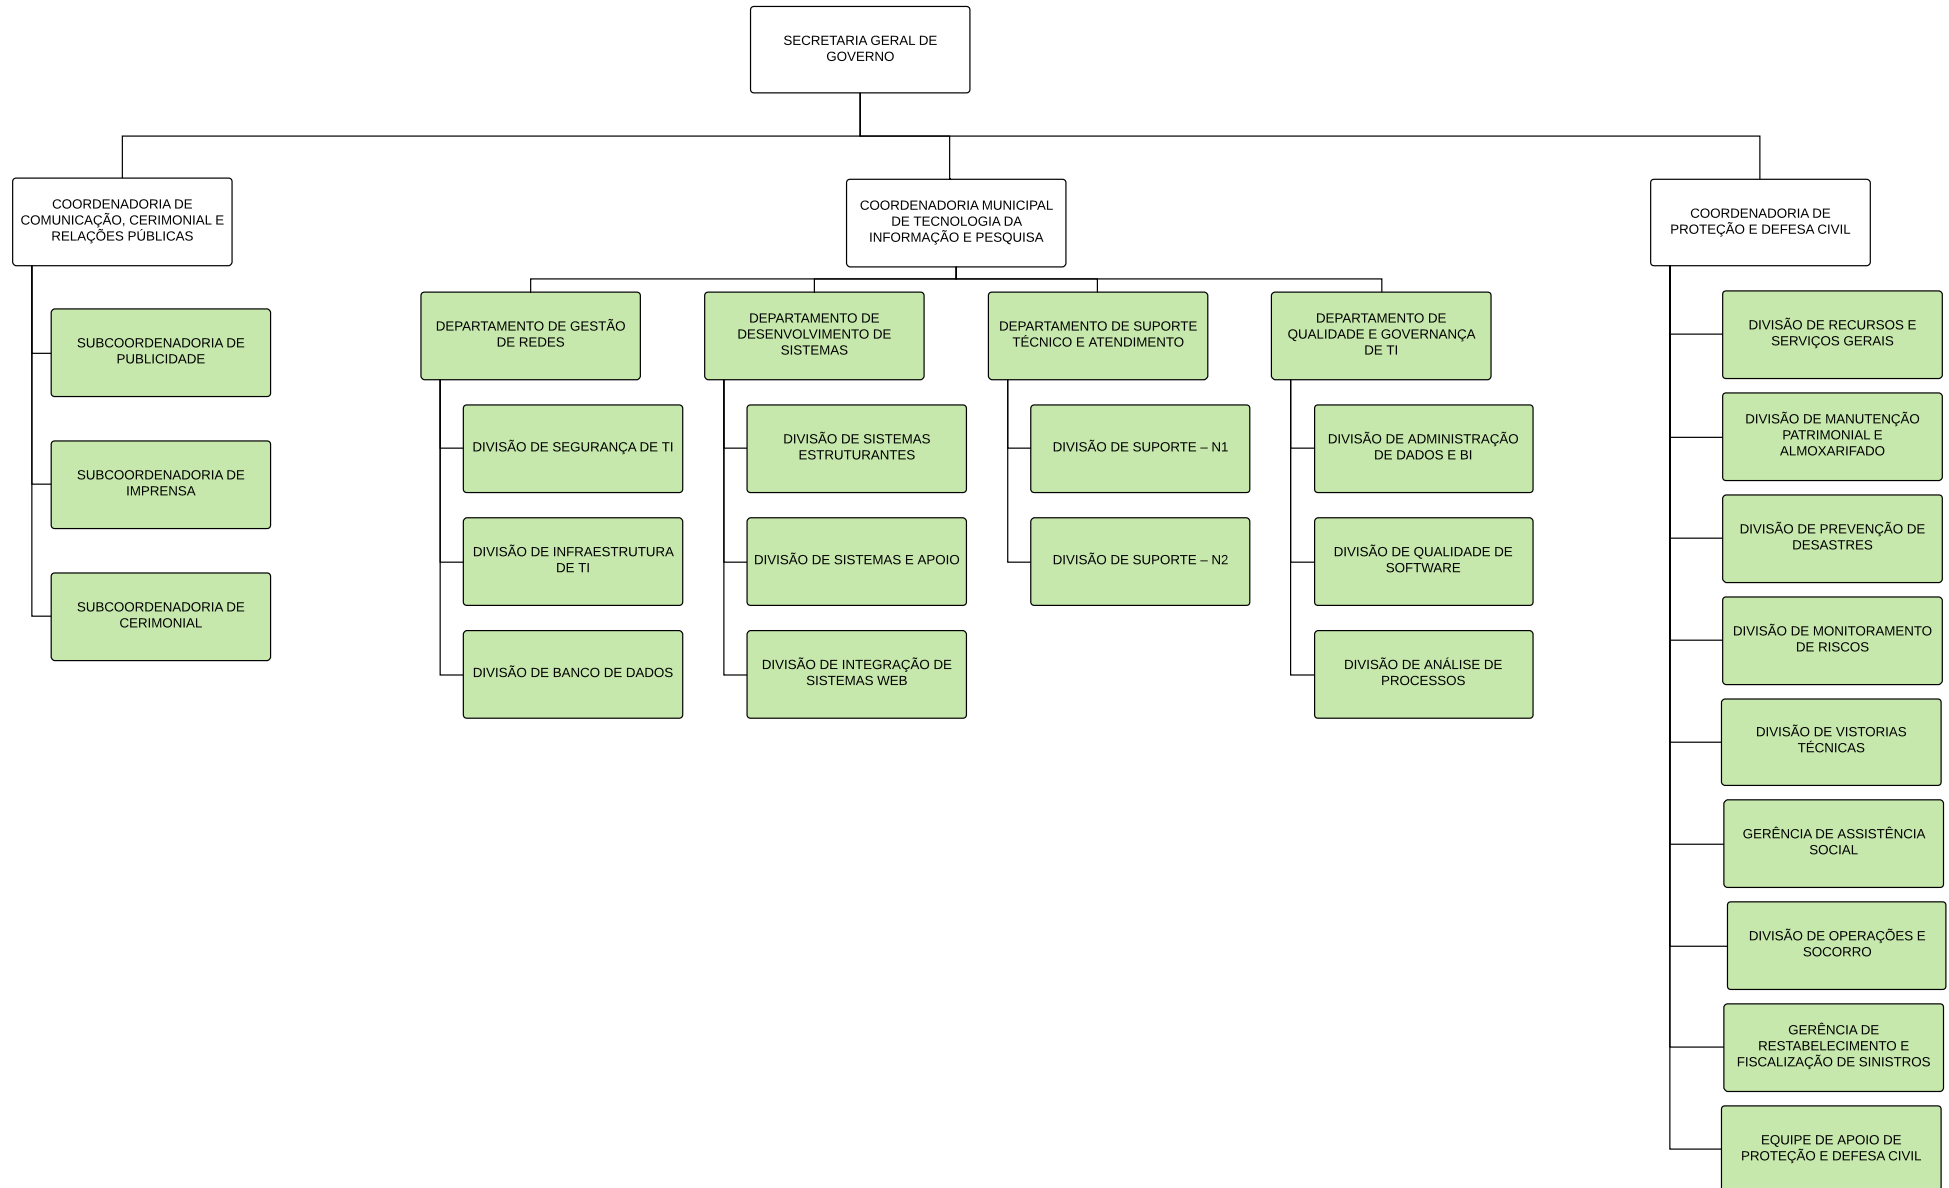 SECRETARIA GERAL DE
GOVERNO
COORDENADORIA DE
COMUNICAÇÃO, CERIMONIAL E
RELAÇÕES PÚBLICAS
SUBCOORDENADORIA DE
PUBLICIDADE
SUBCOORDENADORIA DE
IMPRENSA
SUBCOORDENADORIA DE
CERIMONIAL
COORDENADORIA MUNICIPAL
DE TECNOLOGIA DA
INFORMAÇÃO E PESQUISA
DEPARTAMENTO DE GESTÃO
DE REDES
DIVISÃO DE SEGURANÇA DE TI
DIVISÃO DE INFRAESTRUTURA
DE TI
DIVISÃO DE BANCO DE DADOS
DEPARTAMENTO DE
DESENVOLVIMENTO DE
SISTEMAS
DIVISÃO DE SISTEMAS
ESTRUTURANTES
DIVISÃO DE SISTEMAS E APOIO
DIVISÃO DE INTEGRAÇÃO DE
SISTEMAS WEB
DEPARTAMENTO DE SUPORTE
TÉCNICO E ATENDIMENTO
DIVISÃO DE SUPORTE – N1
DIVISÃO DE SUPORTE – N2
DEPARTAMENTO DE
QUALIDADE E GOVERNANÇA
DE TI
DIVISÃO DE ADMINISTRAÇÃO
DE DADOS E BI
DIVISÃO DE QUALIDADE DE
SOFTWARE
DIVISÃO DE ANÁLISE DE
PROCESSOS
COORDENADORIA DE
PROTEÇÃO E DEFESA CIVIL
DIVISÃO DE RECURSOS E
SERVIÇOS GERAIS
DIVISÃO DE MANUTENÇÃO
PATRIMONIAL E
ALMOXARIFADO
DIVISÃO DE PREVENÇÃO DE
DESASTRES
DIVISÃO DE MONITORAMENTO
DE RISCOS
DIVISÃO DE VISTORIAS
TÉCNICAS
GERÊNCIA DE ASSISTÊNCIA
SOCIAL
DIVISÃO DE OPERAÇÕES E
SOCORRO
GERÊNCIA DE
RESTABELECIMENTO E
FISCALIZAÇÃO DE SINISTROS
EQUIPE DE APOIO DE
PROTEÇÃO E DEFESA CIVIL